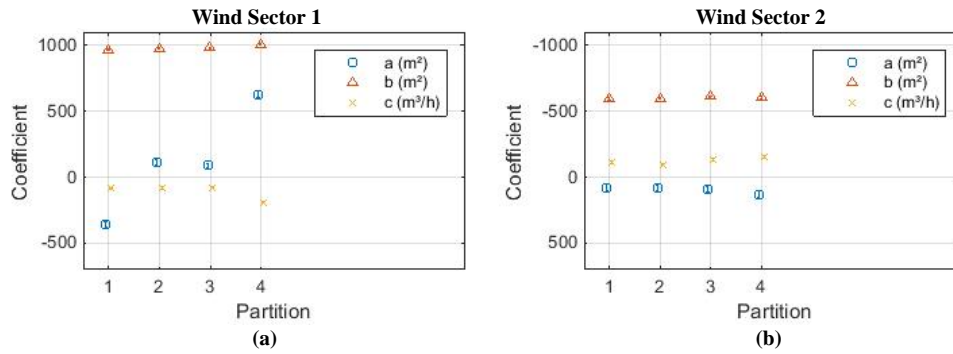 Wind Sector 1
1000
500
0
-500
Coefficient
a (m²)
b (m²)
c (m³/h)
1 2 3 4
Partition
(a)
Wind Sector 2
-1000
-500
0
500
Coefficient
a (m²)
b (m²)
c (m³/h)
1 2 3 4
Partition
(b)